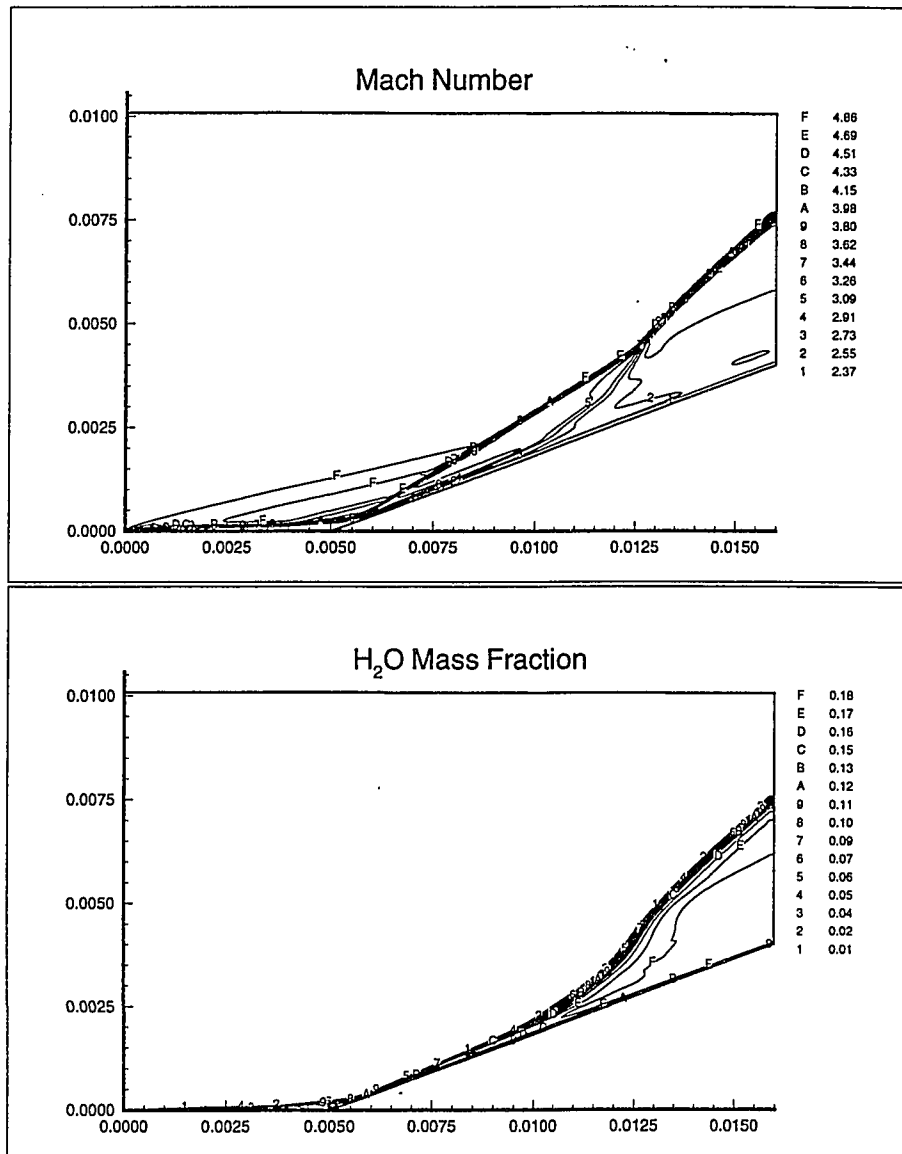 Mach Number
0.0100
0.0075
0.0050
0.0025
0.0000
0.0000 0.0025 0.0050 0.0075 0.0100 0.0125 0.0150
F 4.86
E 4.69
D 4.51
C 4.33
B 4.15
A 3.98
9 3.80
8 3.62
7 3.44
6 3.26
5 3.09
4 2.91
3 2.73
2 2.55
1 2.37
H₂O Mass Fraction
0.0100
0.0075
0.0050
0.0025
0.0000
0.0000 0.0025 0.0050 0.0075 0.0100 0.0125 0.0150
F 0.18
E 0.17
D 0.16
C 0.15
B 0.13
A 0.12
9 0.11
8 0.10
7 0.09
6 0.07
5 0.06
4 0.05
3 0.04
2 0.02
1 0.01